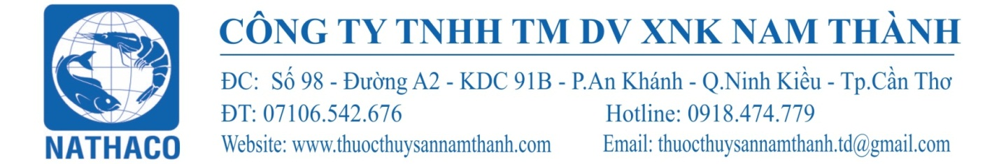 CÔNG TY TNHH TM DV XNK NAM THÀNH
ĐC: Số 98 - Đường A2 - KDC 91B - P.An Khánh - Q.Ninh Kiều - Tp.Cần Thơ
ĐT: 07106.542.676 Hotline: 0918.474.779
Website: www.thuocthuysannamthanh.com Email: thuocthuysannamthanh.td@gmail.com
NATHACO